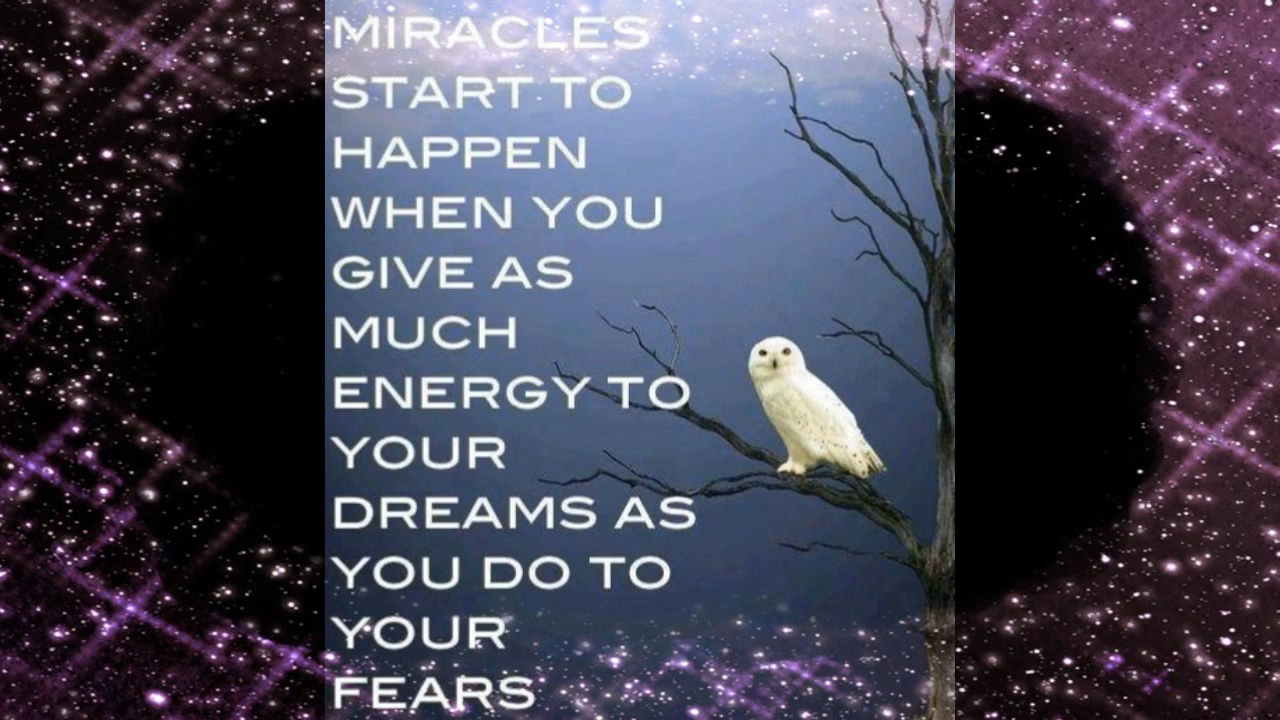 MIRACLES
START TO
HAPPEN
WHEN YOU
GIVE AS
MUCH
ENERGY TO
YOUR
DREAMS AS
YOU DO TO
YOUR
FEARS